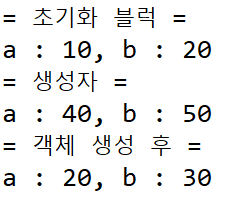 = 초기화 블럭 =
a : 10, b : 20
= 생성자 =
a : 40, b : 50
= 객체 생성 후 =
a : 20, b : 30